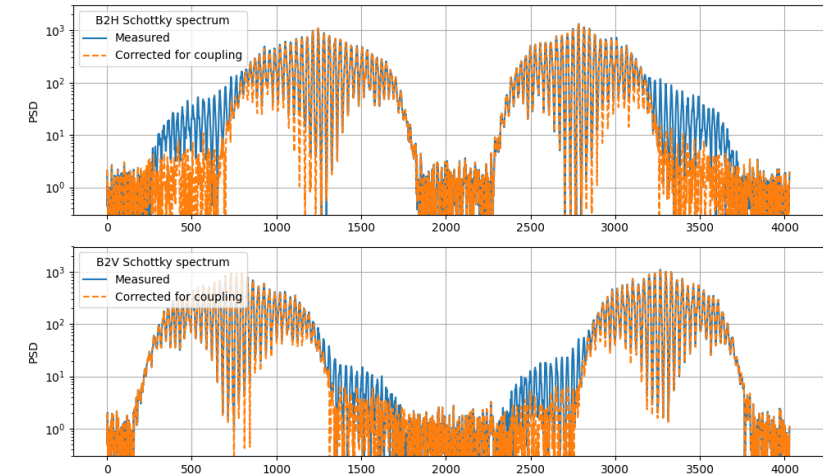 B2H Schottky spectrum
Measured
Corrected for coupling
PSD
10³
10²
10¹
10⁰
0 500 1000 1500 2000 2500 3000 3500 4000
B2V Schottky spectrum
Measured
Corrected for coupling
PSD
10³
10²
10¹
10⁰
0 500 1000 1500 2000 2500 3000 3500 4000